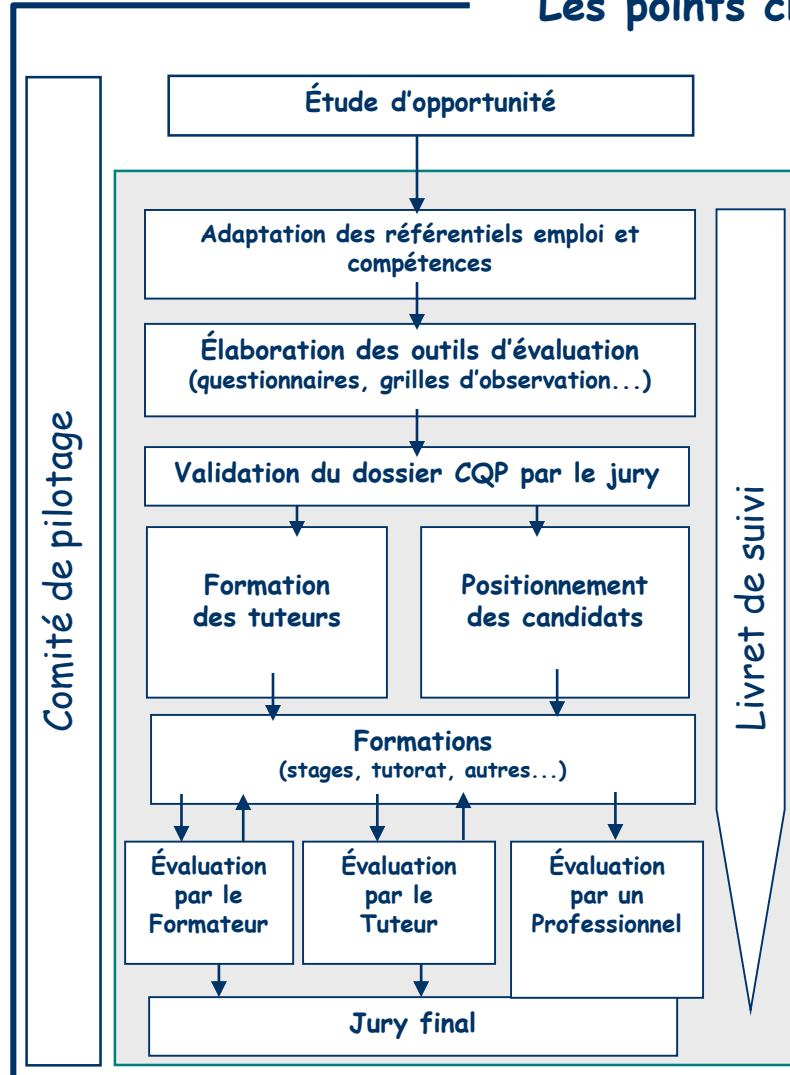 Les points
Étude d'opportunité
Comité de pilotage
Adaptation des référentiels emploi et
compétences
Élaboration des outils d'évaluation
(questionnaires, grilles d'observation...)
Validation du dossier CQP par le jury
Formation
des tuteurs
Positionnement
des candidats
Livret de suivi
Formations
(stages, tutorat, autres...)
Évaluation
par le
Formateur
Évaluation
par le
Tuteur
Évaluation
par un
Professionnel
Jury final